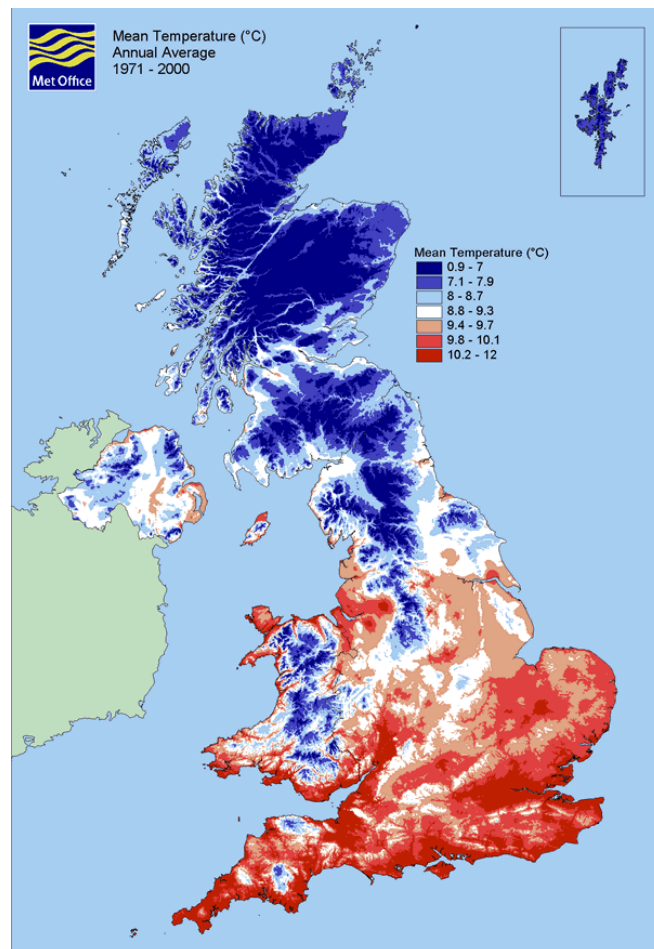 Mean Temperature (°C)
Annual Average
1971 - 2000
Met Office
Mean Temperature (°C)
0.9 - 7
7.1 - 7.9
8 - 8.7
8.8 - 9.3
9.4 - 9.7
9.8 - 10.1
10.2 - 12